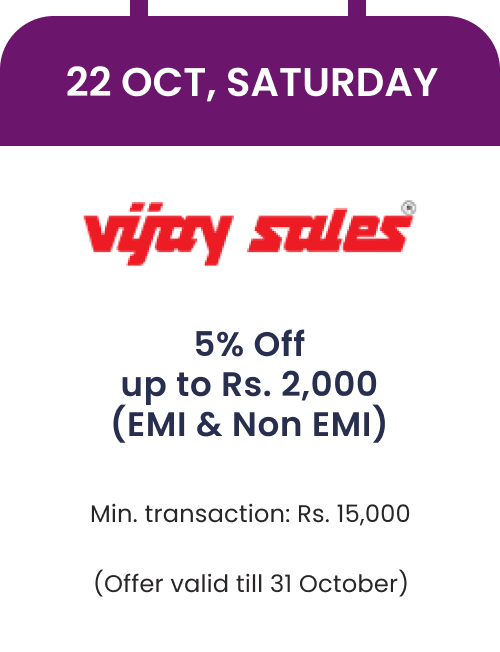 22 OCT, SATURDAY
vijay sales®
5% Off
up to Rs. 2,000
(EMI & Non EMI)
Min. transaction: Rs. 15,000
(Offer valid till 31 October)